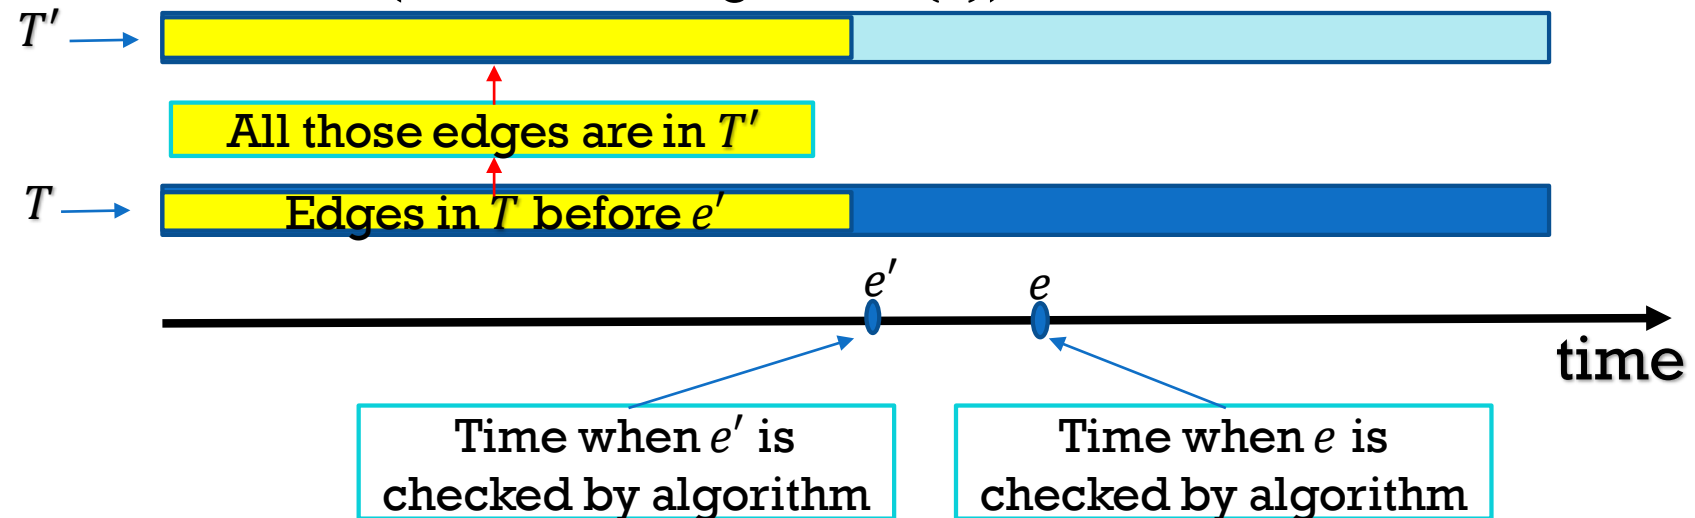 T′
All those edges are in T′
T
Edges in T before e′
e′
e
time
Time when e′ is
checked by algorithm
Time when e is
checked by algorithm